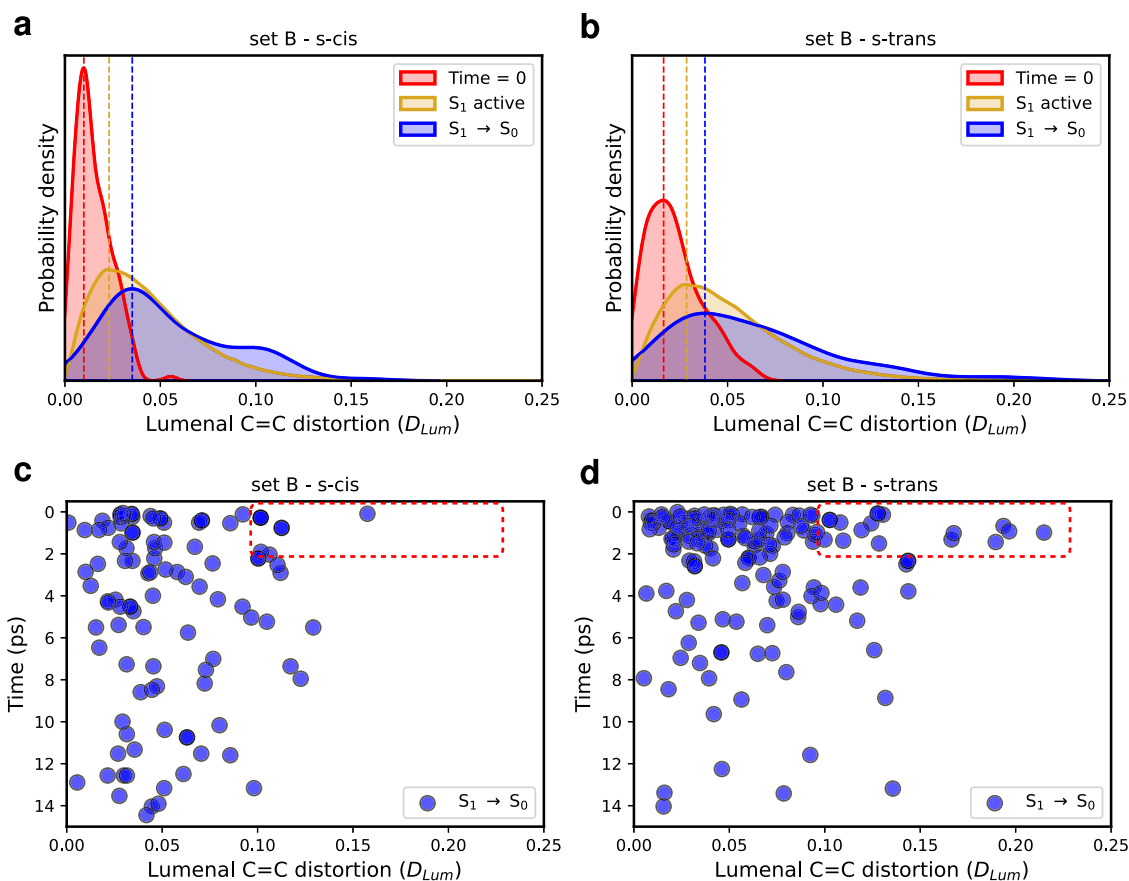 a
set B - s-cis
Probability density
Time = 0
S₁ active
S₁ → S₀
0.00 0.05 0.10 0.15 0.20 0.25
Lumenal C=C distortion (D_Lum)
b
set B - s-trans
Probability density
Time = 0
S₁ active
S₁ → S₀
0.00 0.05 0.10 0.15 0.20 0.25
Lumenal C=C distortion (D_Lum)
c
set B - s-cis
Time (ps)
0
2
4
6
8
10
12
14
S₁ → S₀
0.00 0.05 0.10 0.15 0.20 0.25
Lumenal C=C distortion (D_Lum)
d
set B - s-trans
Time (ps)
0
2
4
6
8
10
12
14
S₁ → S₀
0.00 0.05 0.10 0.15 0.20 0.25
Lumenal C=C distortion (D_Lum)